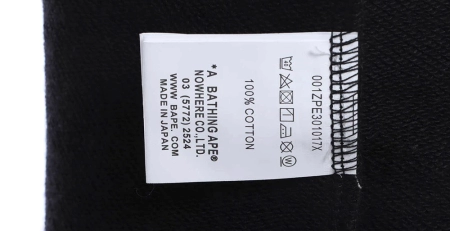 001ZPE301017X
100% COTTON
*A BATHING APE®
NOWHERE CO.,LTD.
03 (5772) 2524
WWW. BAPE. COM
MADE IN JAPAN